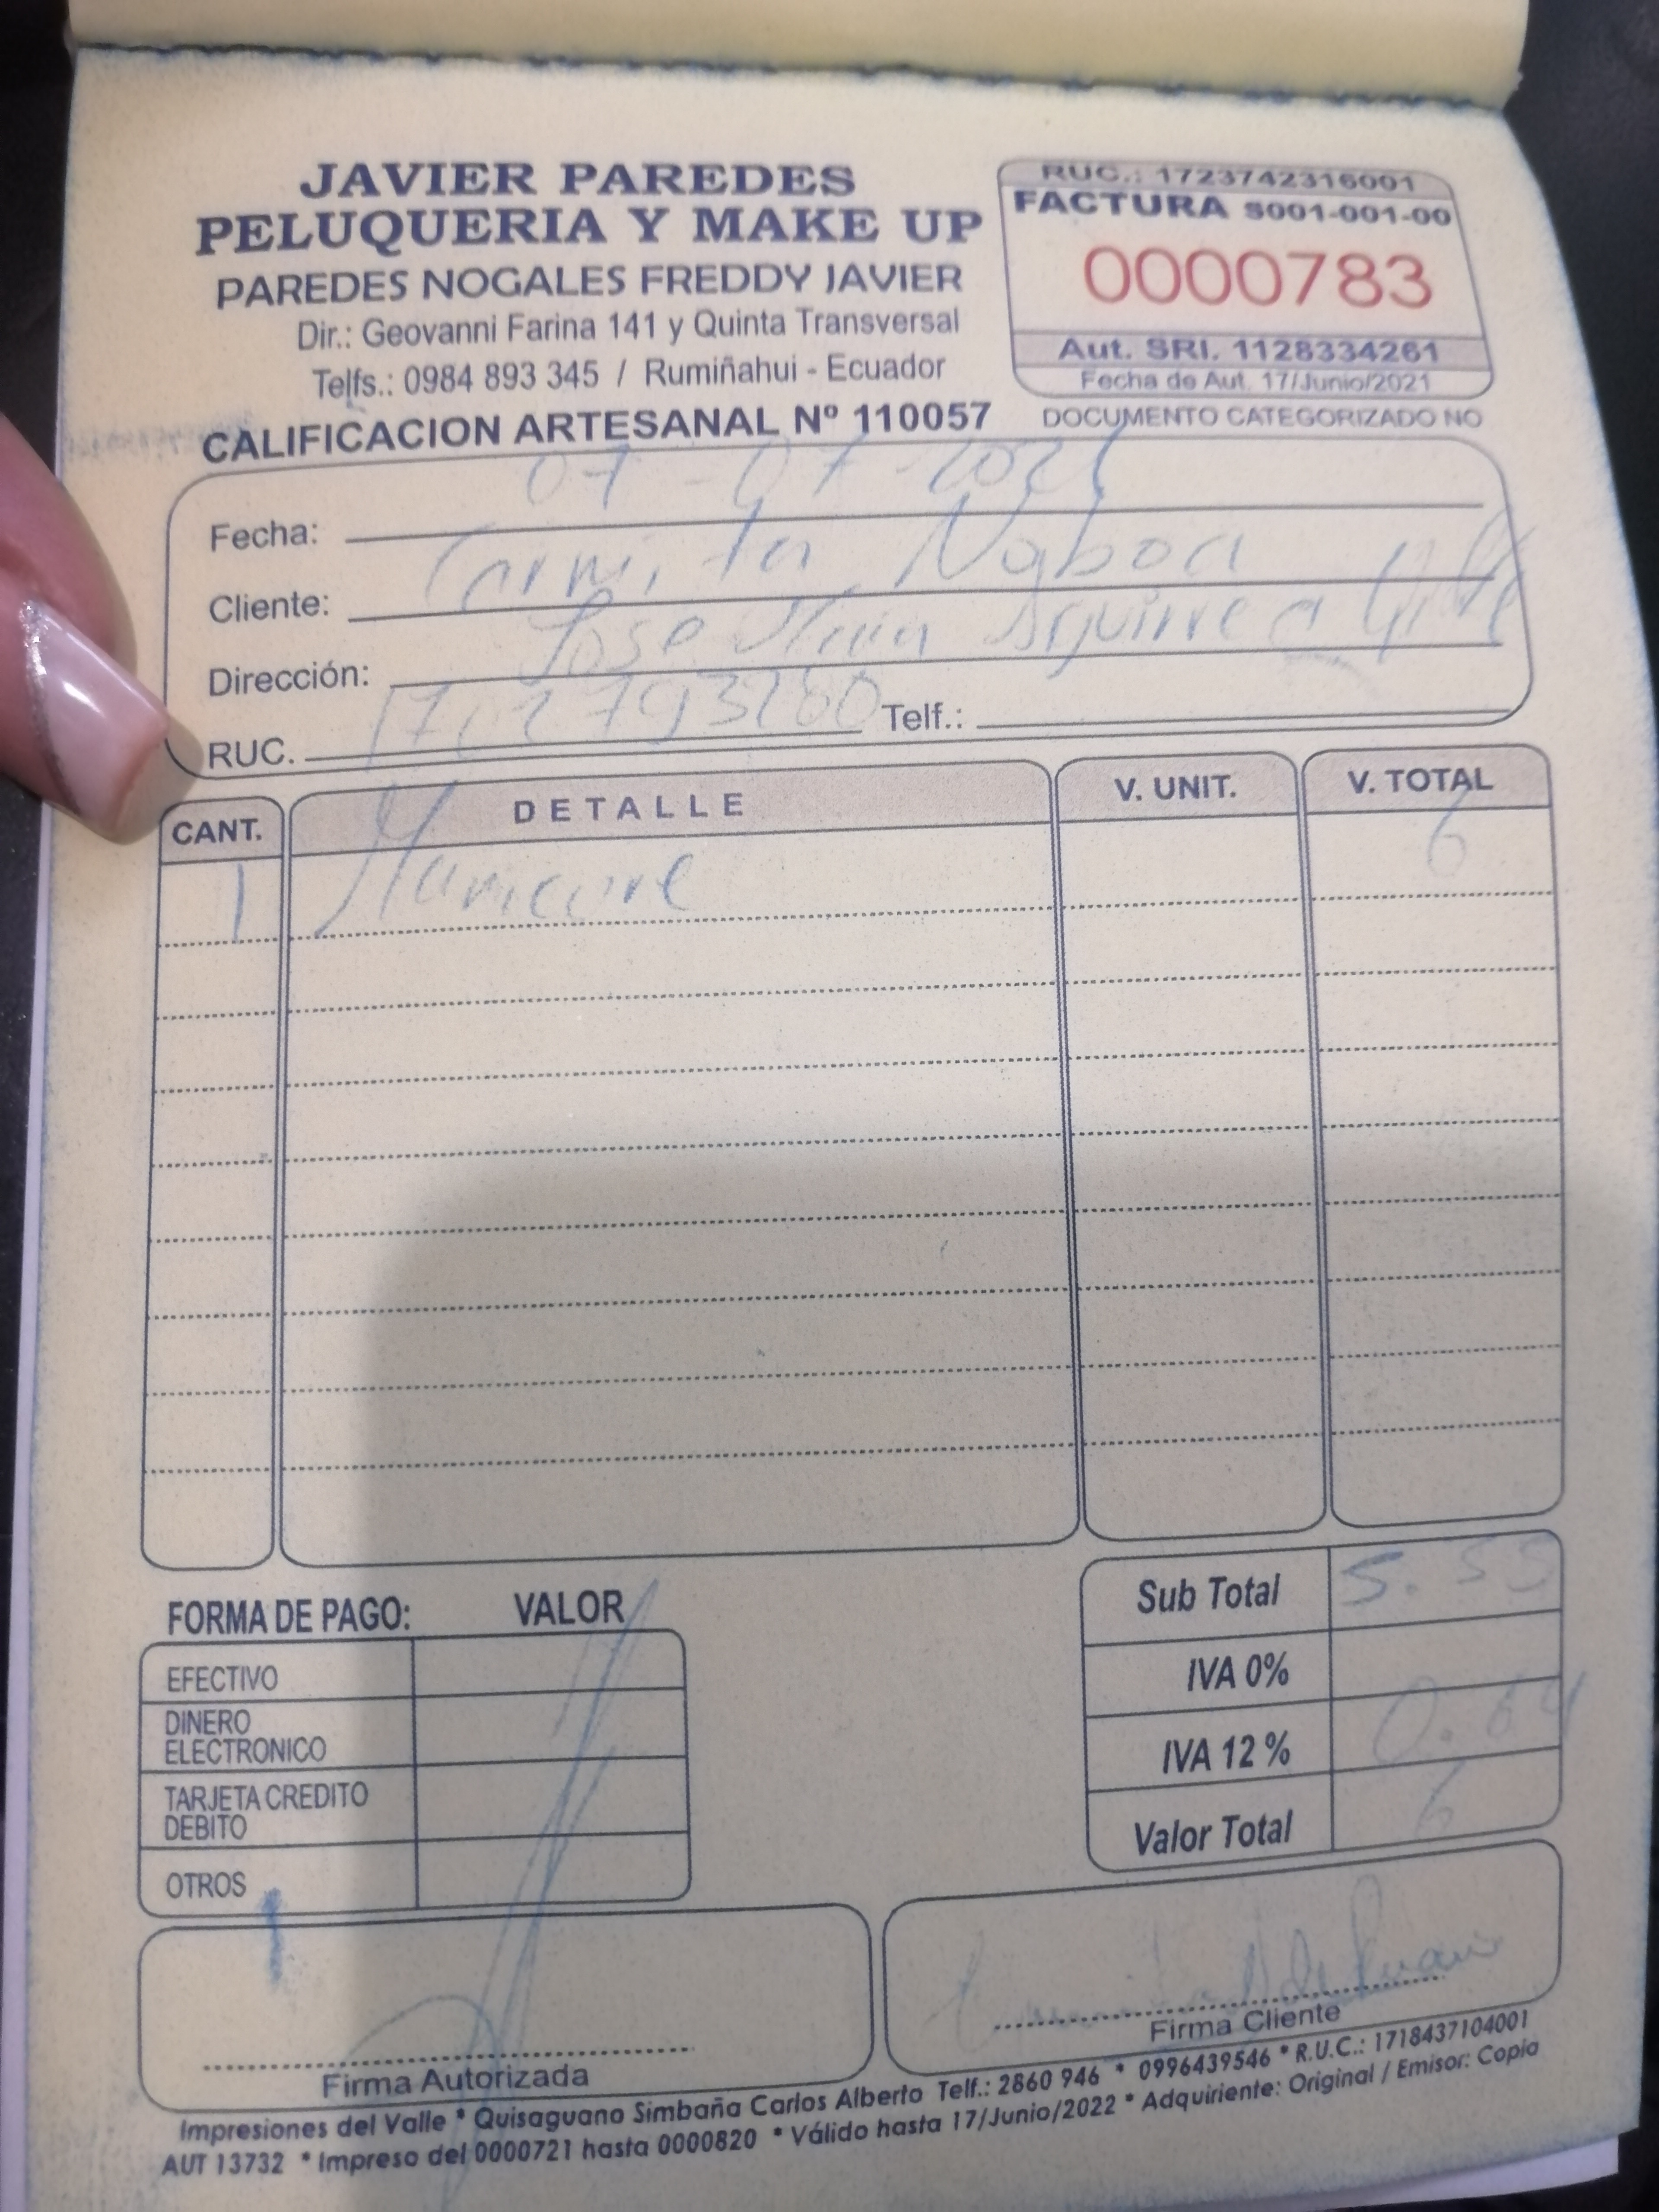 JAVIER PAREDES
PELUQUERIA Y MAKE UP
PAREDES NOGALES FREDDY JAVIER
Dir.: Geovanni Farina 141 y Quinta Transversal
Telfs.: 0984 893 345 / Rumiñahui - Ecuador
CALIFICACION ARTESANAL Nº 110057
RUC.: 1723742316001
FACTURA S001-001-00
0000783
Aut. SRI. 1128334261
Fecha de Aut. 17/Junio/2021
DOCUMENTO CATEGORIZADO NO
Fecha: 07-07-2021
Cliente: Carmita Noboa
Dirección: Jose Aguirre
RUC. Telf.:
CANT. DETALLE V. UNIT. V. TOTAL
1 Manicure 6
FORMA DE PAGO: VALOR
EFECTIVO
DINERO
ELECTRONICO
TARJETA CREDITO
DEBITO
OTROS
Sub Total 5.
IVA 0%
IVA 12 % 0.64
Valor Total 6
Firma Autorizada
Firma Cliente
Impresiones del Valle * Quisaguano Simbaña Carlos Alberto Telf.: 2860 946 * 0996439546 * R.U.C.: 1718437104001
AUT 13732 * Impreso del 0000721 hasta 0000820 * Válido hasta 17/Junio/2022 * Adquiriente: Original / Emisor: Copia